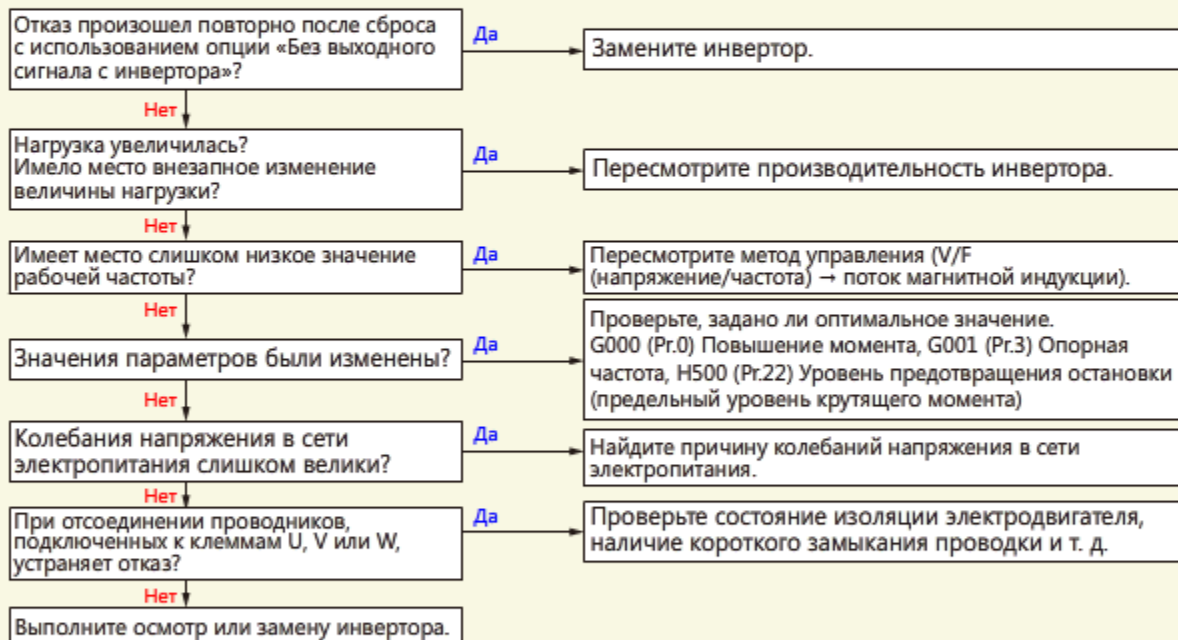 Отказ произошел повторно после сброса
с использованием опции «Без выходного
сигнала с инвертора»?
Да
Замените инвертор.
Нет
Нагрузка увеличилась?
Имело место внезапное изменение
величины нагрузки?
Да
Пересмотрите производительность инвертора.
Нет
Имеет место слишком низкое значение
рабочей частоты?
Да
Пересмотрите метод управления (V/F
(напряжение/частота) → поток магнитной индукции).
Нет
Значения параметров были изменены?
Да
Проверьте, задано ли оптимальное значение.
G000 (Pr.0) Повышение момента, G001 (Pr.3) Опорная
частота, H500 (Pr.22) Уровень предотвращения остановки
(предельный уровень крутящего момента)
Нет
Колебания напряжения в сети
электропитания слишком велики?
Да
Найдите причину колебаний напряжения в сети
электропитания.
Нет
При отсоединении проводников,
подключенных к клеммам U, V или W,
устраняет отказ?
Да
Проверьте состояние изоляции электродвигателя,
наличие короткого замыкания проводки и т. д.
Нет
Выполните осмотр или замену инвертора.